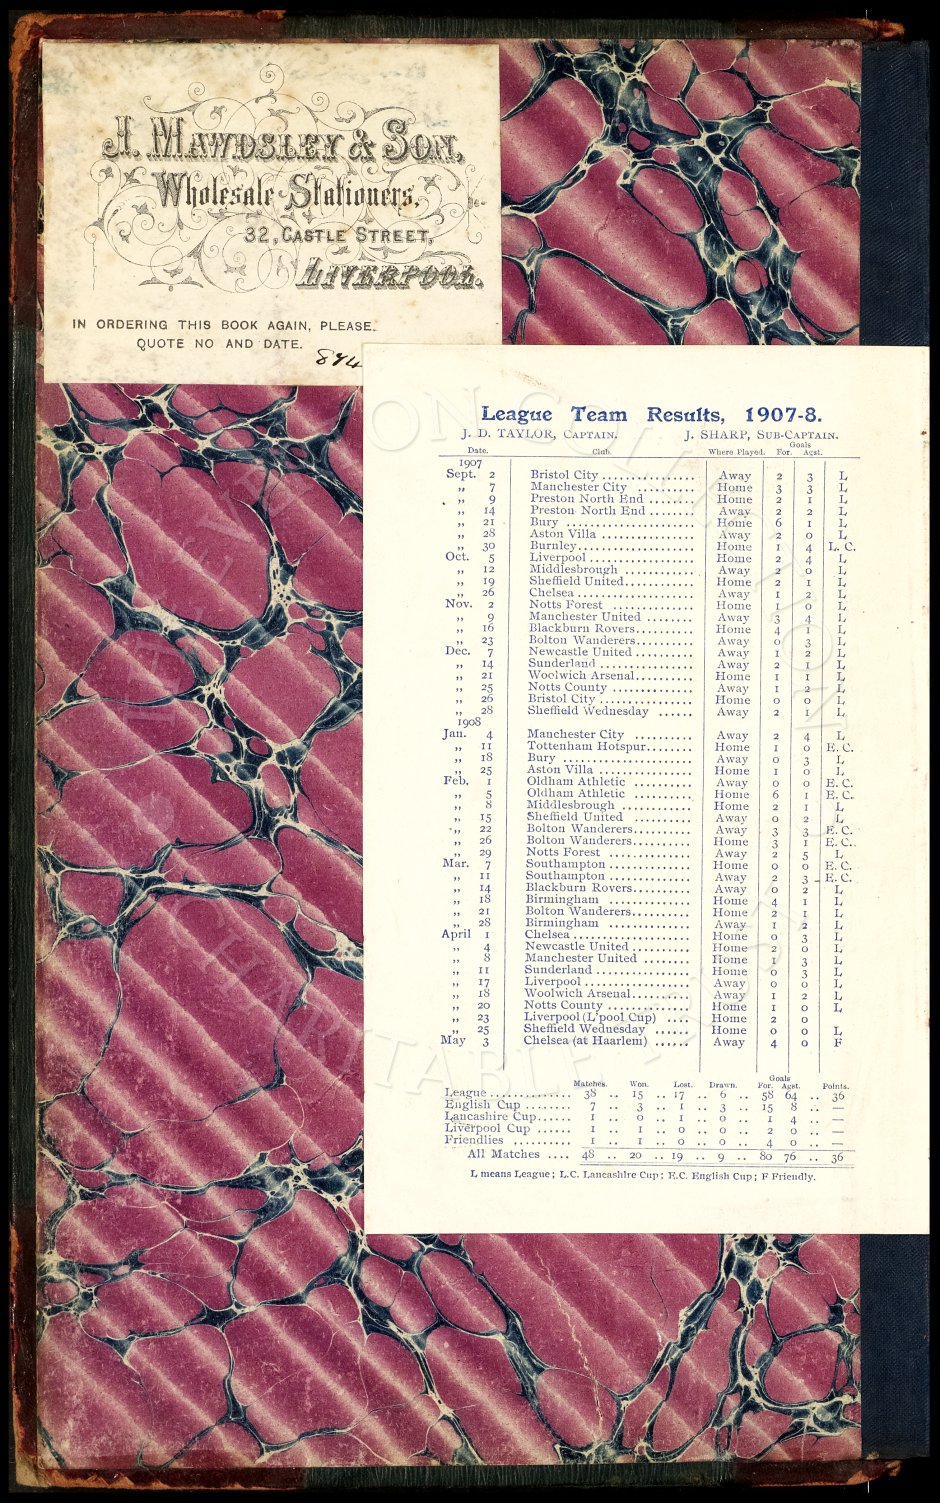 J. MAWDSLEY & SON,
Wholesale Stationers,
32, CASTLE STREET,
LIVERPOOL.
IN ORDERING THIS BOOK AGAIN, PLEASE.
QUOTE NO AND DATE.
League Team Results, 1907-8.
J. D. TAYLOR, CAPTAIN. J. SHARP, SUB-CAPTAIN.
Goals
Date. Club. Where Played. For. Agst.
1907
Sept. 2 Bristol City ................ Away 2 3 L
„ 7 Manchester City .......... Home 3 3 L
„ 9 Preston North End ........ Home 2 1 L
„ 14 Preston North End ........ Away 2 2 L
„ 21 Bury ...................... Home 6 1 L
„ 28 Aston Villa ................ Away 2 0 L
„ 30 Burnley.................... Home 1 4 L. C.
Oct. 5 Liverpool .................. Home 2 4 L
„ 12 Middlesbrough ............ Away 2 0 L
„ 19 Sheffield United............ Home 2 1 L
„ 26 Chelsea .................... Away 1 2 L
Nov. 2 Notts Forest .............. Home 1 0 L
„ 9 Manchester United ........ Away 3 4 L
„ 16 Blackburn Rovers.......... Home 4 1 L
„ 23 Bolton Wanderers.......... Away 0 3 L
Dec. 7 Newcastle United .......... Away 1 2 L
„ 14 Sunderland ................ Away 2 1 L
„ 21 Woolwich Arsenal.......... Home 1 1 L
„ 25 Notts County .............. Away 1 2 L
„ 26 Bristol City ................ Home 0 0 L
„ 28 Sheffield Wednesday ...... Away 2 1 L
1908
Jan. 4 Manchester City .......... Away 2 4 L
„ 11 Tottenham Hotspur........ Home 1 0 E. C.
„ 18 Bury ...................... Away 0 3 L
„ 25 Aston Villa ................ Home 1 0 L
Feb. 1 Oldham Athletic .......... Away 0 0 E. C.
„ 5 Oldham Athletic .......... Home 6 1 E. C.
„ 8 Middlesbrough ............ Home 2 1 L
„ 15 Sheffield United .......... Away 0 2 L
„ 22 Bolton Wanderers.......... Away 3 3 E. C.
„ 26 Bolton Wanderers.......... Home 3 1 E. C.
„ 29 Notts Forest .............. Away 2 5 L
Mar. 7 Southampton .............. Home 0 0 E. C.
„ 11 Southampton .............. Away 2 3 E. C.
„ 14 Blackburn Rovers.......... Away 0 2 L
„ 18 Birmingham .............. Home 4 1 L
„ 21 Bolton Wanderers.......... Home 2 1 L
„ 28 Birmingham .............. Away 1 2 L
April 1 Chelsea .................... Home 0 3 L
„ 4 Newcastle United .......... Home 2 0 L
„ 8 Manchester United ........ Home 1 3 L
„ 11 Sunderland ................ Home 0 3 L
„ 17 Liverpool .................. Away 0 0 L
„ 18 Woolwich Arsenal.......... Away 1 2 L
„ 20 Notts County .............. Home 1 0 L
„ 23 Liverpool (L'pool Cup) .... Home 2 0
„ 25 Sheffield Wednesday ...... Home 0 0 L
May 3 Chelsea (at Haarlem) ...... Away 4 0 F
Goals
Matches. Won. Lost. Drawn. For. Agst. Points.
League .............. 38 .. 15 .. 17 .. 6 .. 58 64 .. 36
English Cup ........ 7 .. 3 .. 1 .. 3 .. 15 8 .. —
Lancashire Cup...... 1 .. 0 .. 1 .. 0 .. 1 4 .. —
Liverpool Cup ...... 1 .. 1 .. 0 .. 0 .. 2 0 .. —
Friendlies .......... 1 .. 1 .. 0 .. 0 .. 4 0 .. —
All Matches .... 48 .. 20 .. 19 .. 9 .. 80 76 .. 36
L means League; L.C. Lancashire Cup; E.C. English Cup; F Friendly.